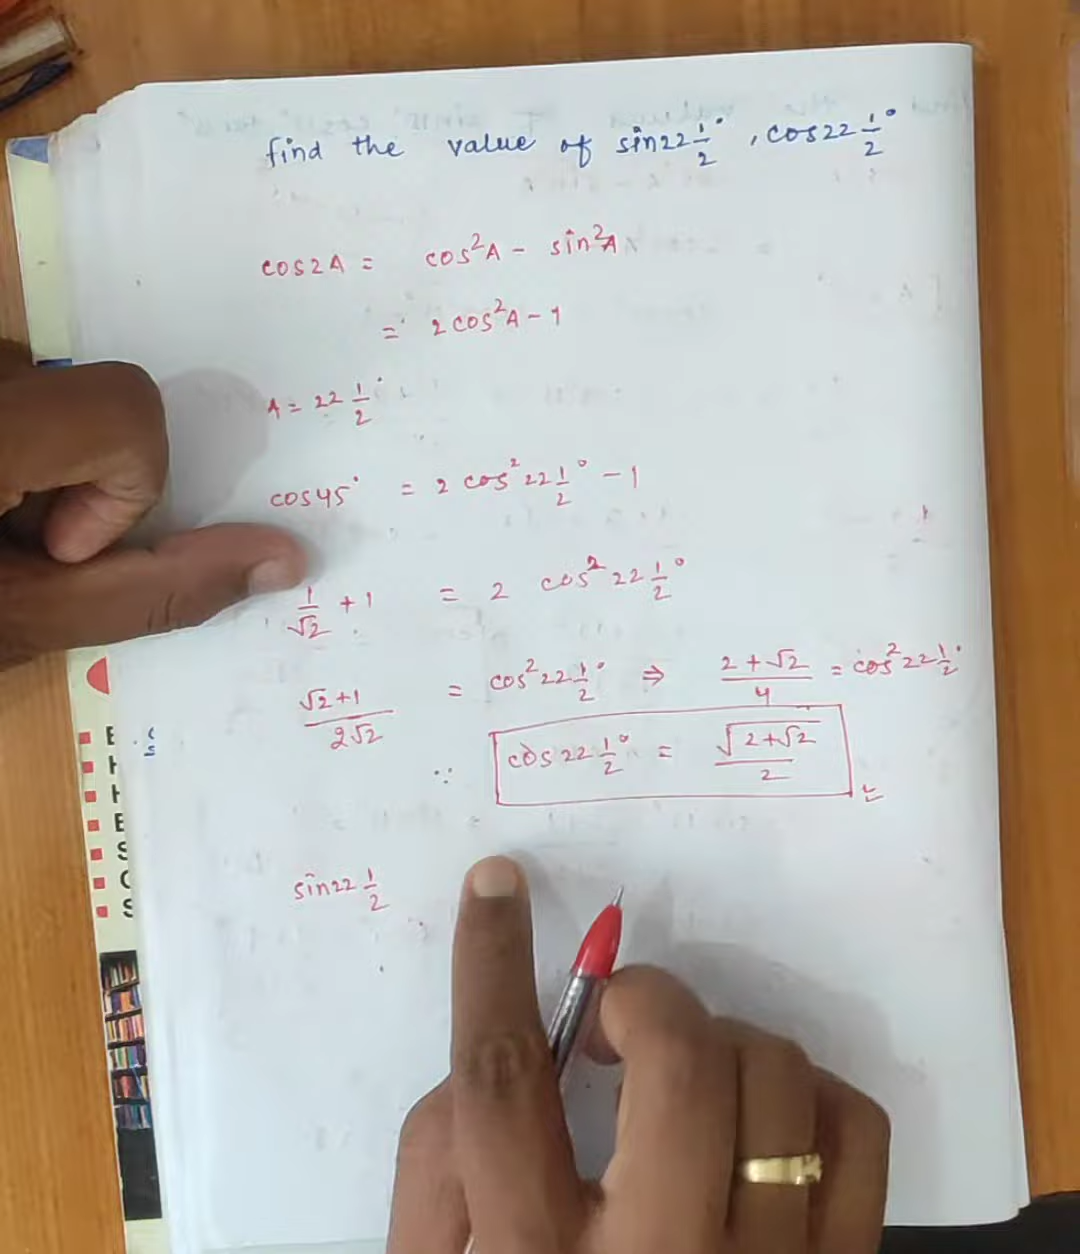 find the value of sin22 1/2°, cos22 1/2°
cos2A = cos²A - sin²A
= 2cos²A - 1
A = 22 1/2°
cos45° = 2 cos² 22 1/2° - 1
1/√2 + 1 = 2 cos² 22 1/2°
√2+1/2√2 = cos² 22 1/2° ⇒ 2+√2/4 = cos² 22 1/2°
∵ cos 22 1/2° = √2+√2/2
sin22 1/2